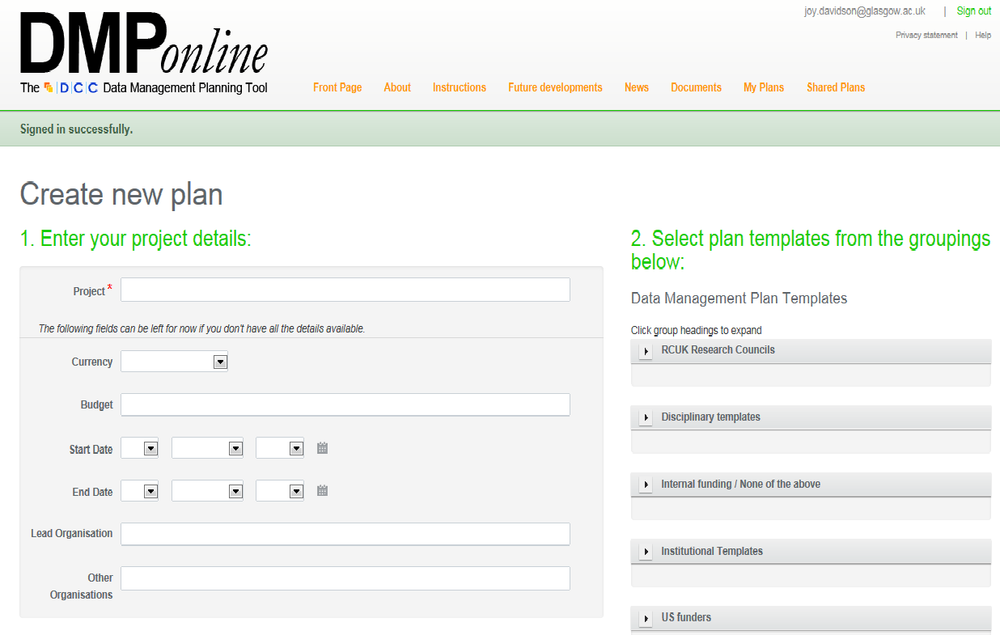 joy.davidson@glasgow.ac.uk | Sign out
Privacy statement | Help
DMPonline
The DCC Data Management Planning Tool
Front Page About Instructions Future developments News Documents My Plans Shared Plans
Signed in successfully.
Create new plan
1. Enter your project details:
Project *
The following fields can be left for now if you don't have all the details available.
Currency
Budget
Start Date
End Date
Lead Organisation
Other
Organisations
2. Select plan templates from the groupings
below:
Data Management Plan Templates
Click group headings to expand
RCUK Research Councils
Disciplinary templates
Internal funding / None of the above
Institutional Templates
US funders